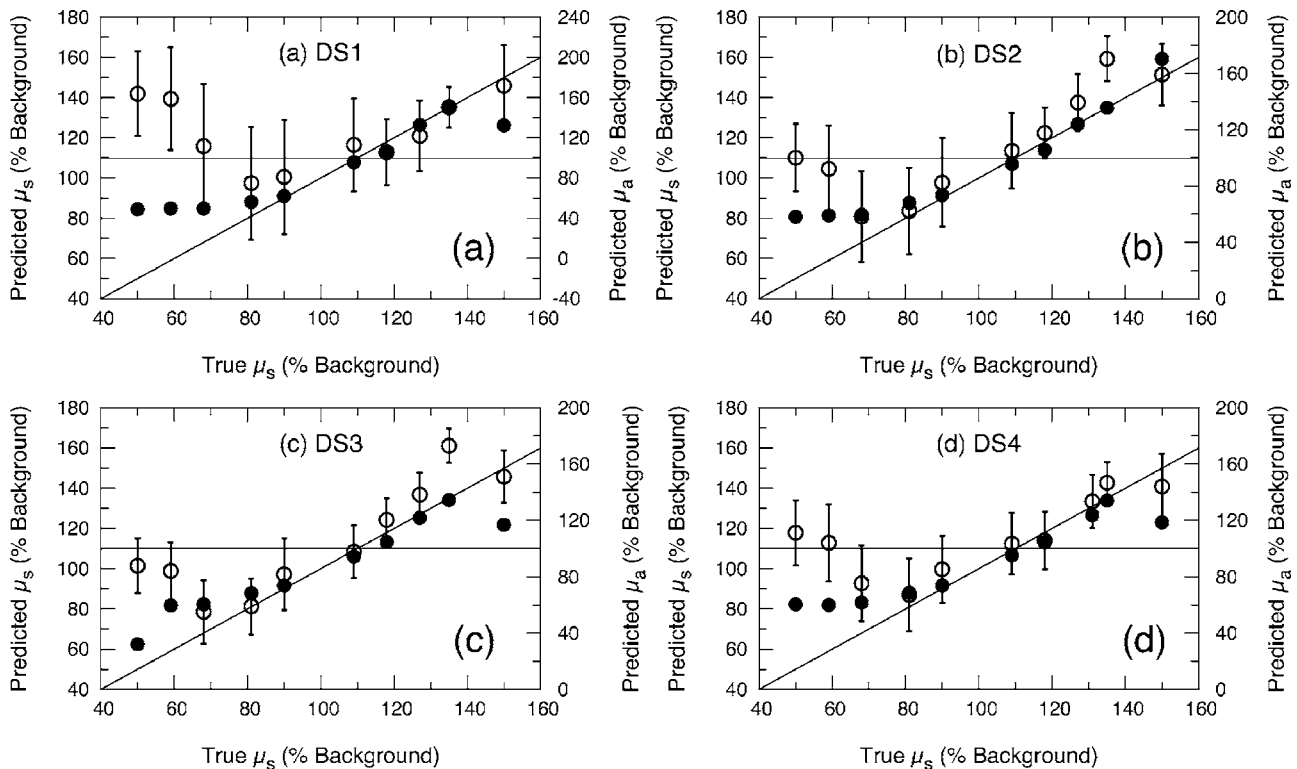 (a) DS1
Predicted μs (% Background)
180
160
140
120
100
80
60
40
240
200
160
120
80
40
0
-40
Predicted μa (% Background)
(a)
40 60 80 100 120 140 160
True μs (% Background)
(b) DS2
Predicted μs (% Background)
180
160
140
120
100
80
60
40
200
160
120
80
40
0
Predicted μa (% Background)
(b)
40 60 80 100 120 140 160
True μs (% Background)
(c) DS3
Predicted μs (% Background)
180
160
140
120
100
80
60
40
200
160
120
80
40
0
Predicted μa (% Background)
(c)
40 60 80 100 120 140 160
True μs (% Background)
(d) DS4
Predicted μs (% Background)
180
160
140
120
100
80
60
40
200
160
120
80
40
0
Predicted μa (% Background)
(d)
40 60 80 100 120 140 160
True μs (% Background)